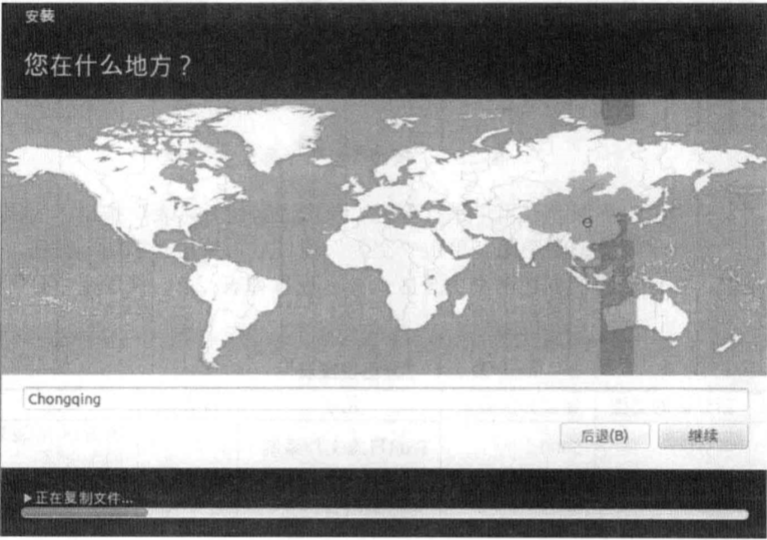 安装
您在什么地方？
Chongqing
后退(B)
继续
▶正在复制文件...